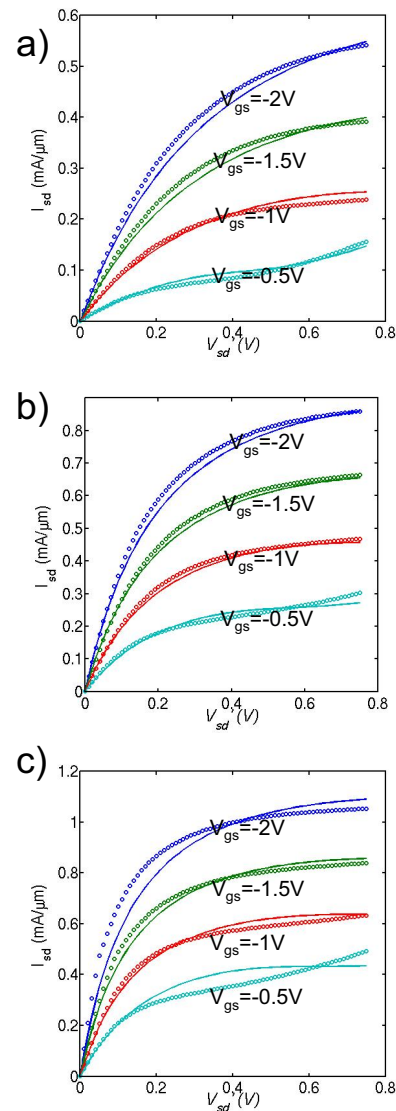 a)
0.6
0.5
0.4
0.3
0.2
0.1
0
I_sd (mA/μm)
V_gs=-2V
V_gs=-1.5V
V_gs=-1V
V_gs=-0.5V
0 0.2 0.4 0.6 0.8
V_sd' (V)
b)
0.8
0.7
0.6
0.5
0.4
0.3
0.2
0.1
0
I_sd (mA/μm)
V_gs=-2V
V_gs=-1.5V
V_gs=-1V
V_gs=-0.5V
0 0.2 0.4 0.6 0.8
V_sd' (V)
c)
1.2
1
0.8
0.6
0.4
0.2
0
I_sd (mA/μm)
V_gs=-2V
V_gs=-1.5V
V_gs=-1V
V_gs=-0.5V
0 0.2 0.4 0.6 0.8
V_sd' (V)